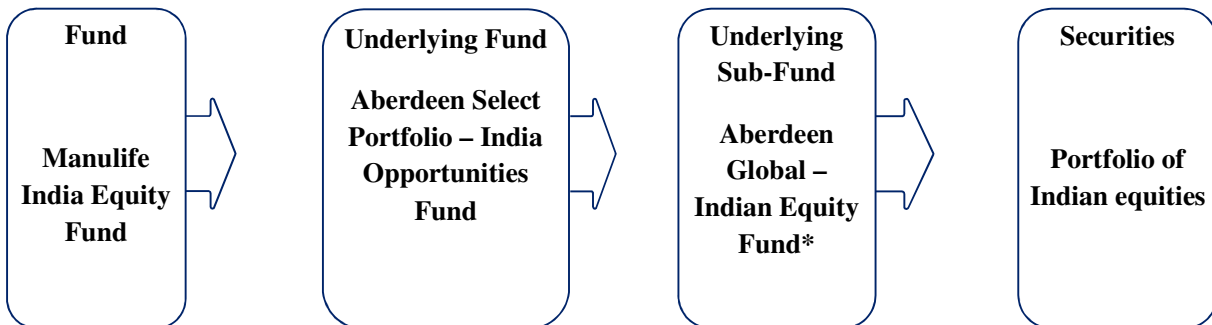 Fund
Manulife
India Equity
Fund
Underlying Fund
Aberdeen Select
Portfolio – India
Opportunities
Fund
Underlying
Sub-Fund
Aberdeen
Global –
Indian Equity
Fund*
Securities
Portfolio of
Indian equities